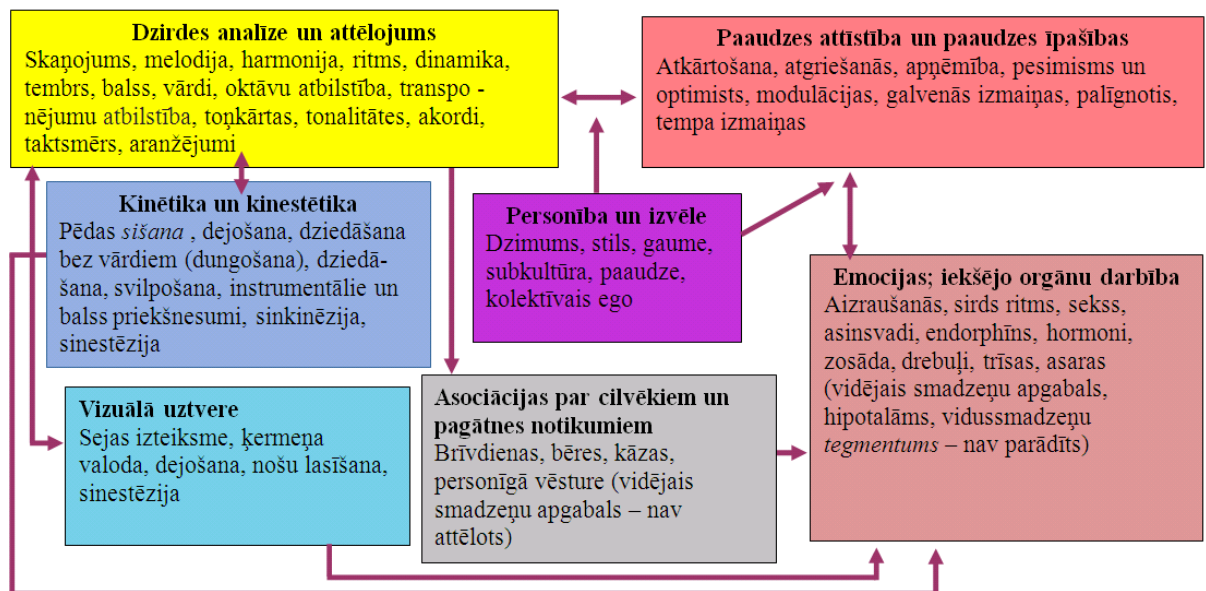 Dzirdes analīze un attēlojums
Skaņojums, melodija, harmonija, ritms, dinamika,
tembrs, balss, vārdi, oktāvu atbilstība, transpo -
nējumu atbilstība, toņkārtas, tonalitātes, akordi,
taktsmērs, aranžējumi
Paaudzes attīstība un paaudzes īpašības
Atkārtošana, atgriešanās, apņēmība, pesimisms un
optimists, modulācijas, galvenās izmaiņas, palīgnotis,
tempa izmaiņas
Kinētika un kinestētika
Pēdas sišana , dejošana, dziedāšana
bez vārdiem (dungošana), dziedā-
šana, svilpošana, instrumentālie un
balss priekšnesumi, sinkinēzija,
sinestēzija
Personība un izvēle
Dzimums, stils, gaume,
subkultūra, paaudze,
kolektīvais ego
Emocijas; iekšējo orgānu darbība
Aizraušanās, sirds ritms, sekss,
asinsvadi, endorphīns, hormoni,
zosāda, drebuļi, trīsas, asaras
(vidējais smadzeņu apgabals,
hipotalāms, vidussmadzeņu
tegmentums – nav parādīts)
Vizuālā uztvere
Sejas izteiksme, ķermeņa
valoda, dejošana, nošu lasīšana,
sinestēzija
Asociācijas par cilvēkiem un
pagātnes notikumiem
Brīvdienas, bēres, kāzas,
personīgā vēsture (vidējais
smadzeņu apgabals – nav
attēlots)